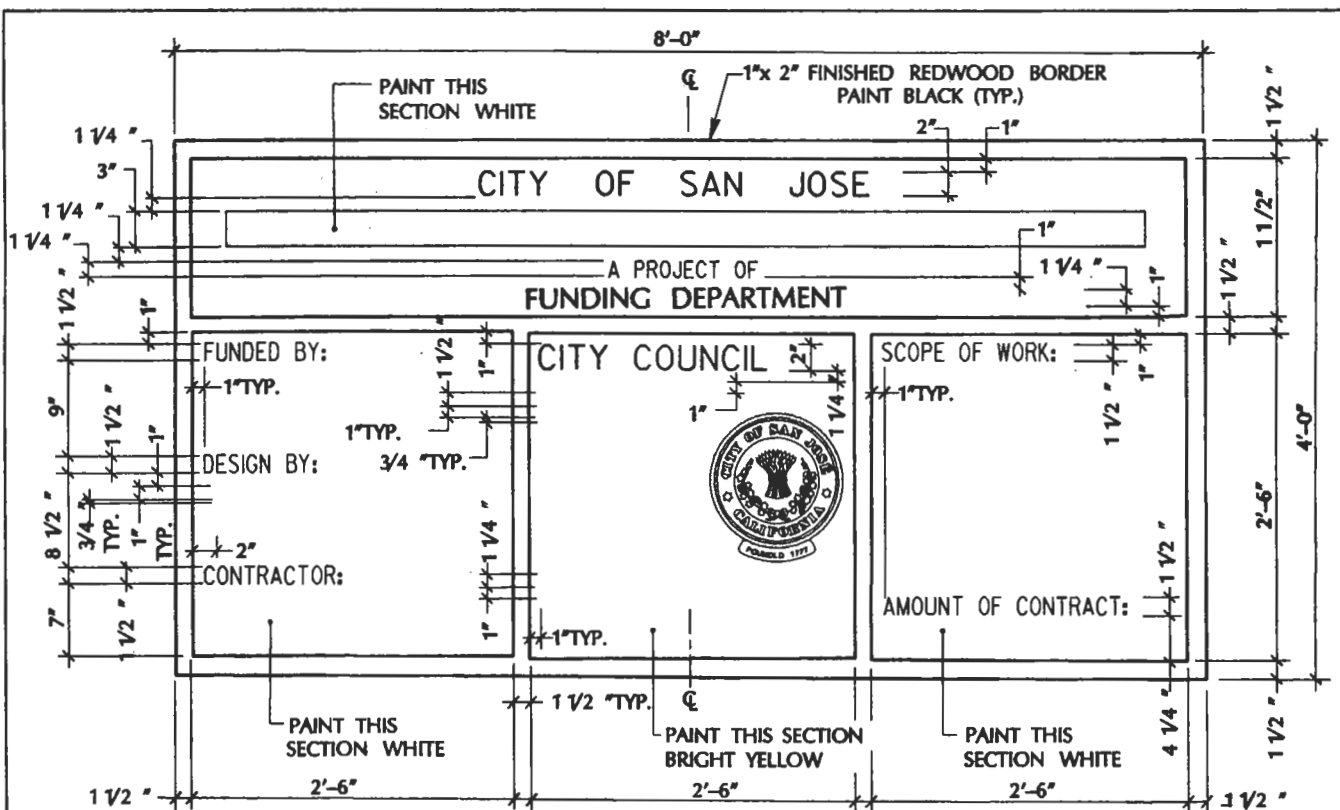 8'-0"
PAINT THIS
SECTION WHITE
℄
1"x 2" FINISHED REDWOOD BORDER
PAINT BLACK (TYP.)
2"
1"
1 1/2 "
1 1/4 "
3"
1 1/4 "
1 1/4 "
CITY OF SAN JOSE
A PROJECT OF
FUNDING DEPARTMENT
1"
1 1/4 "
1"
11/2"
1 1/2 "
1 1/2 "
1"
FUNDED BY:
1"TYP.
1 1/2 "
1"
CITY COUNCIL
2"
1"
1 1/4 "
SCOPE OF WORK:
1"TYP.
1 1/2 "
1"
4'-0"
9"
1 1/2 "
1"
DESIGN BY:
1"TYP.
3/4 "TYP.
CITY OF SAN JOSE
CALIFORNIA
FOUNDED 1777
8 1/2 "
3/4 "
TYP.
1"
TYP.
2"
1 1/4 "
2'-6"
CONTRACTOR:
7"
1 1/2 "
1"
1"TYP.
AMOUNT OF CONTRACT:
1 1/2 "
4 1/4 "
1 1/2 "
1 1/2 "TYP.
℄
PAINT THIS
SECTION WHITE
PAINT THIS SECTION
BRIGHT YELLOW
PAINT THIS
SECTION WHITE
1 1/2 "
2'-6"
2'-6"
2'-6"
1 1/2 "